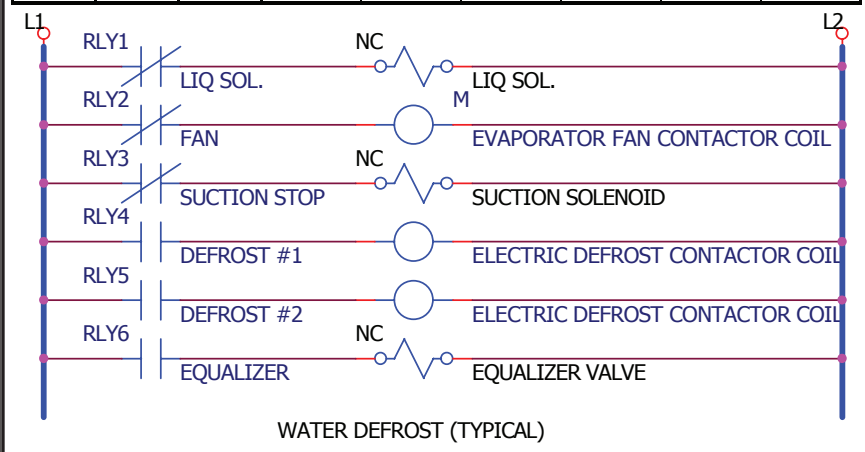 L1 L2
RLY1 NC
LIQ SOL. LIQ SOL.
RLY2 M
FAN EVAPORATOR FAN CONTACTOR COIL
RLY3 NC
SUCTION STOP SUCTION SOLENOID
RLY4
DEFROST #1 ELECTRIC DEFROST CONTACTOR COIL
RLY5
DEFROST #2 ELECTRIC DEFROST CONTACTOR COIL
RLY6 NC
EQUALIZER EQUALIZER VALVE
WATER DEFROST (TYPICAL)